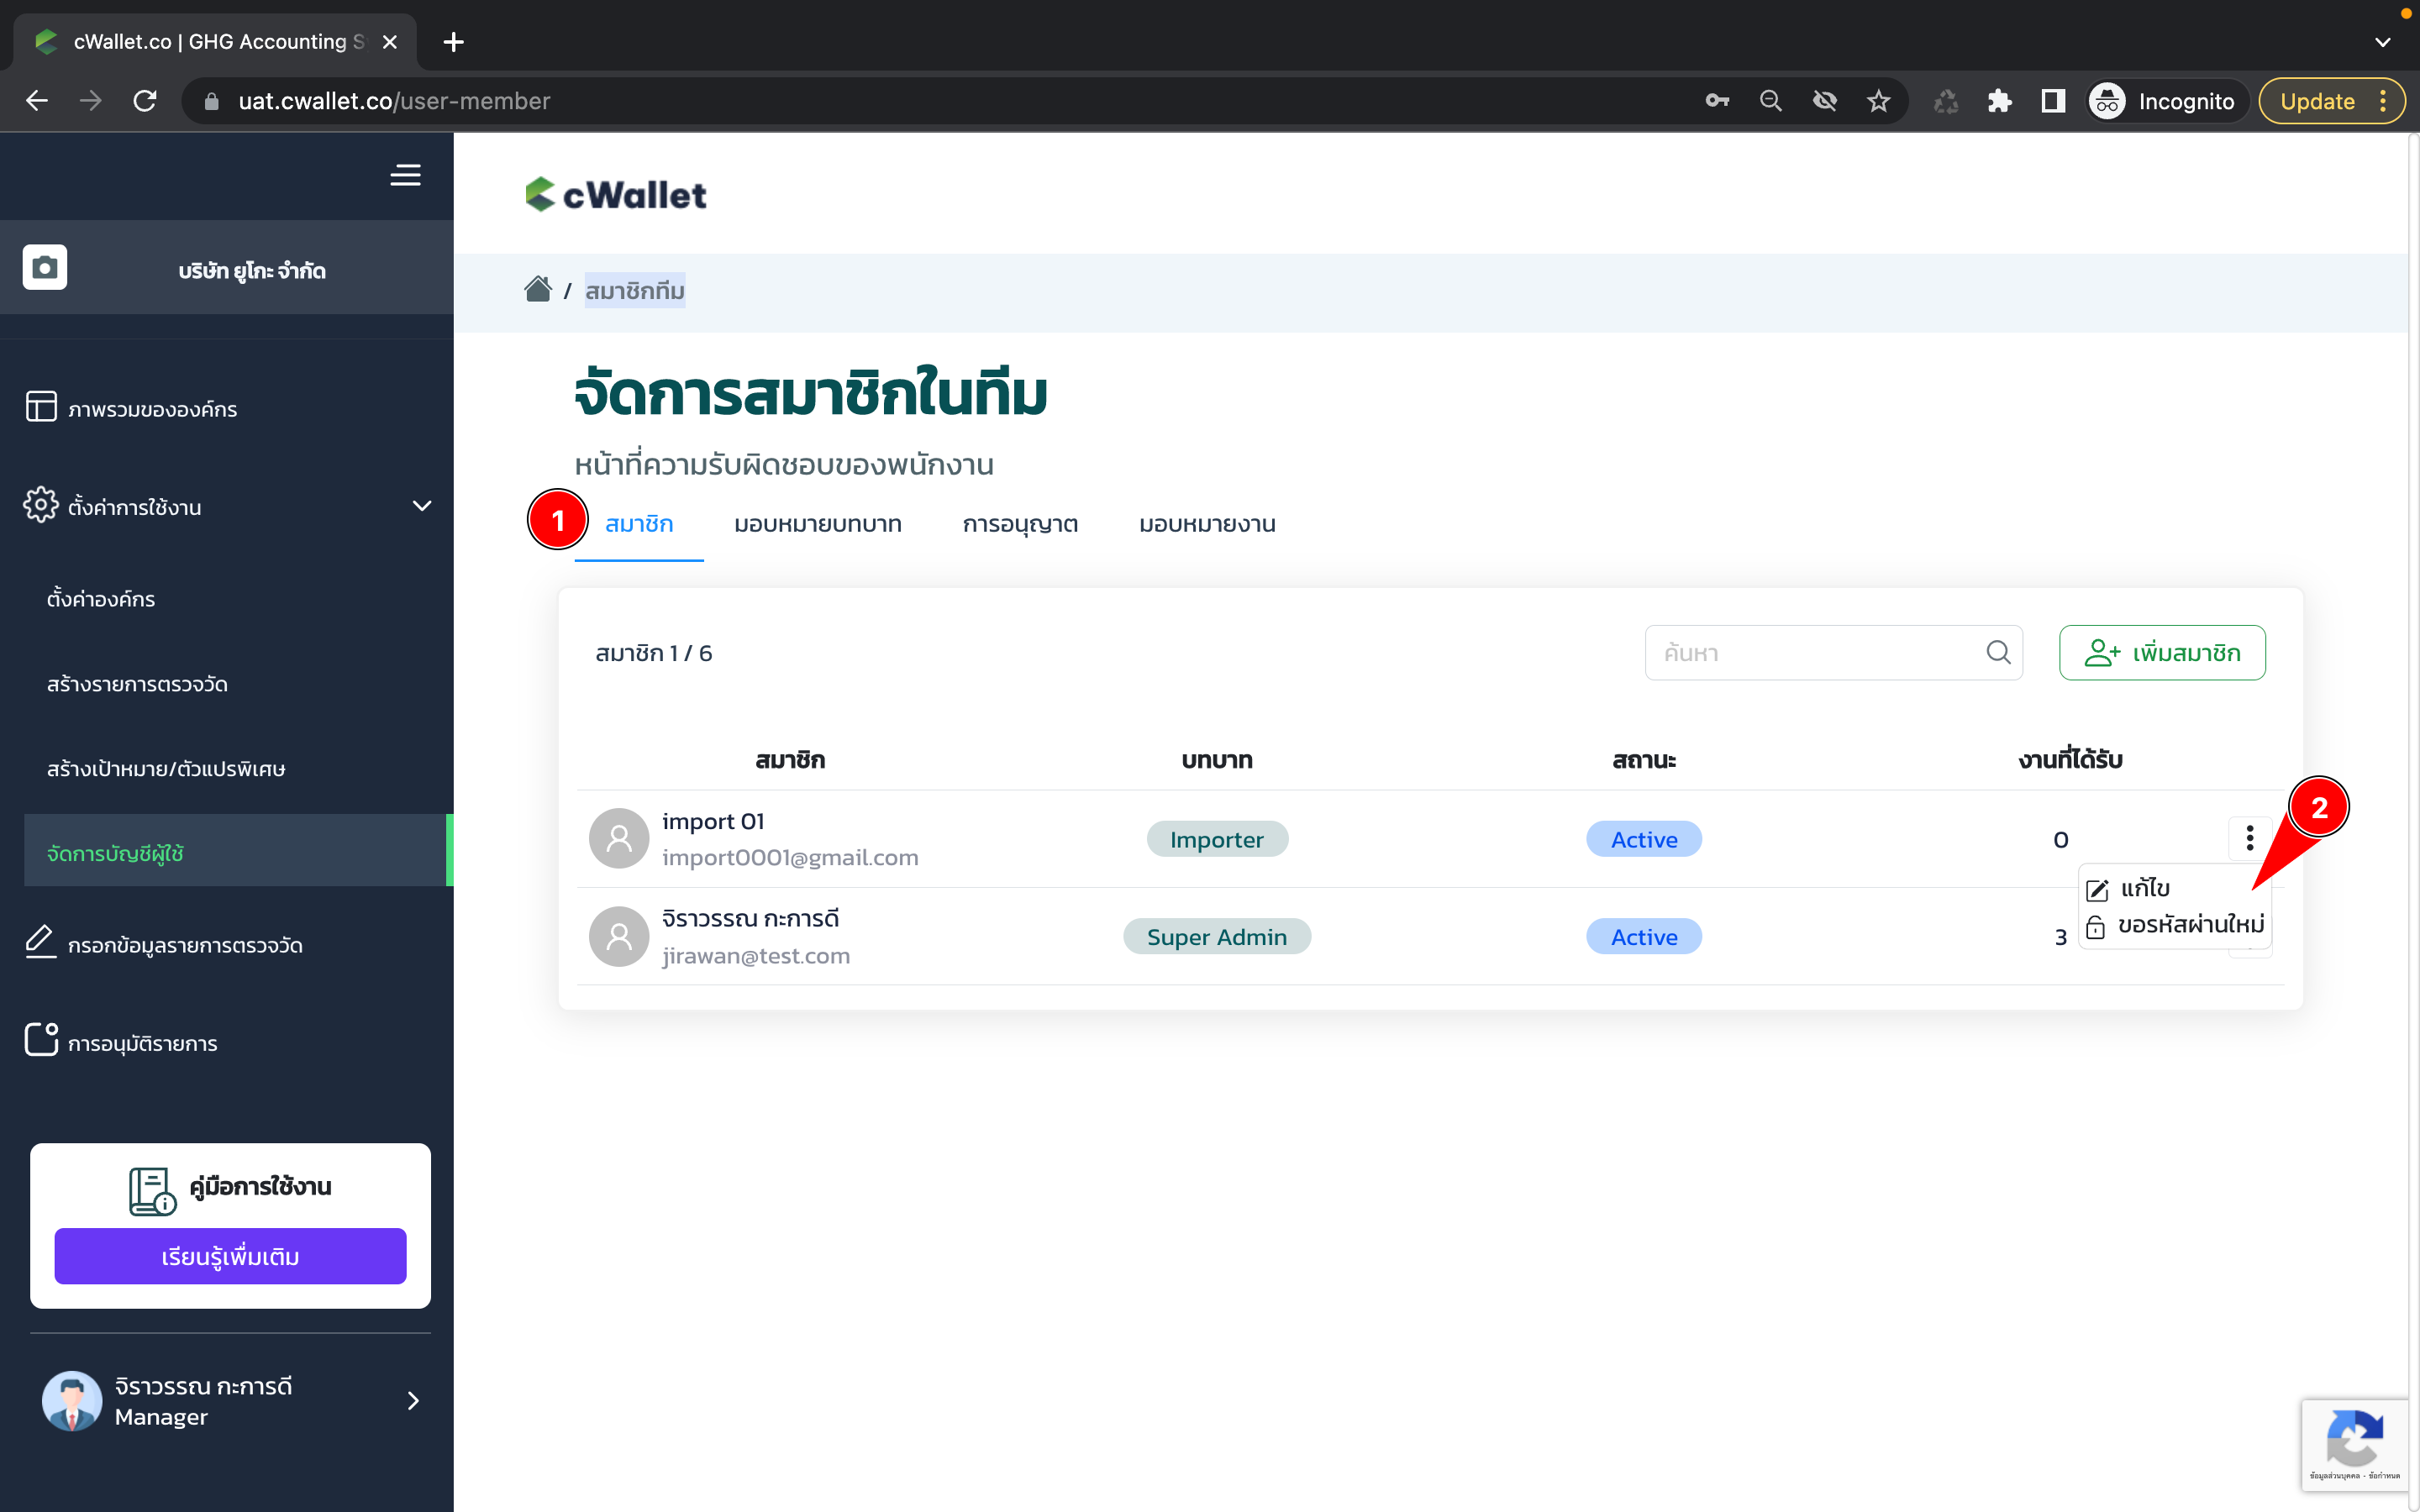 cWallet.co | GHG Accounting S
uat.cwallet.co/user-member
Incognito
Update
บริษัท ยูโกะ จำกัด
ภาพรวมขององค์กร
ตั้งค่าการใช้งาน
ตั้งค่าองค์กร
สร้างรายการตรวจวัด
สร้างเป้าหมาย/ตัวแปรพิเศษ
จัดการบัญชีผู้ใช้
กรอกข้อมูลรายการตรวจวัด
การอนุมัติรายการ
คู่มือการใช้งาน
เรียนรู้เพิ่มเติม
จิราวรรณ กะการดี
Manager
cWallet
/ สมาชิกทีม
จัดการสมาชิกในทีม
หน้าที่ความรับผิดชอบของพนักงาน
1 สมาชิก มอบหมายบทบาท การอนุญาต มอบหมายงาน
สมาชิก 1 / 6 ค้นหา เพิ่มสมาชิก
สมาชิก บทบาท สถานะ งานที่ได้รับ
2
import 01
import0001@gmail.com
Importer Active 0
แก้ไข
ขอรหัสผ่านใหม่
จิราวรรณ กะการดี
jirawan@test.com
Super Admin Active 3
ข้อมูลส่วนบุคคล - ข้อกำหนด